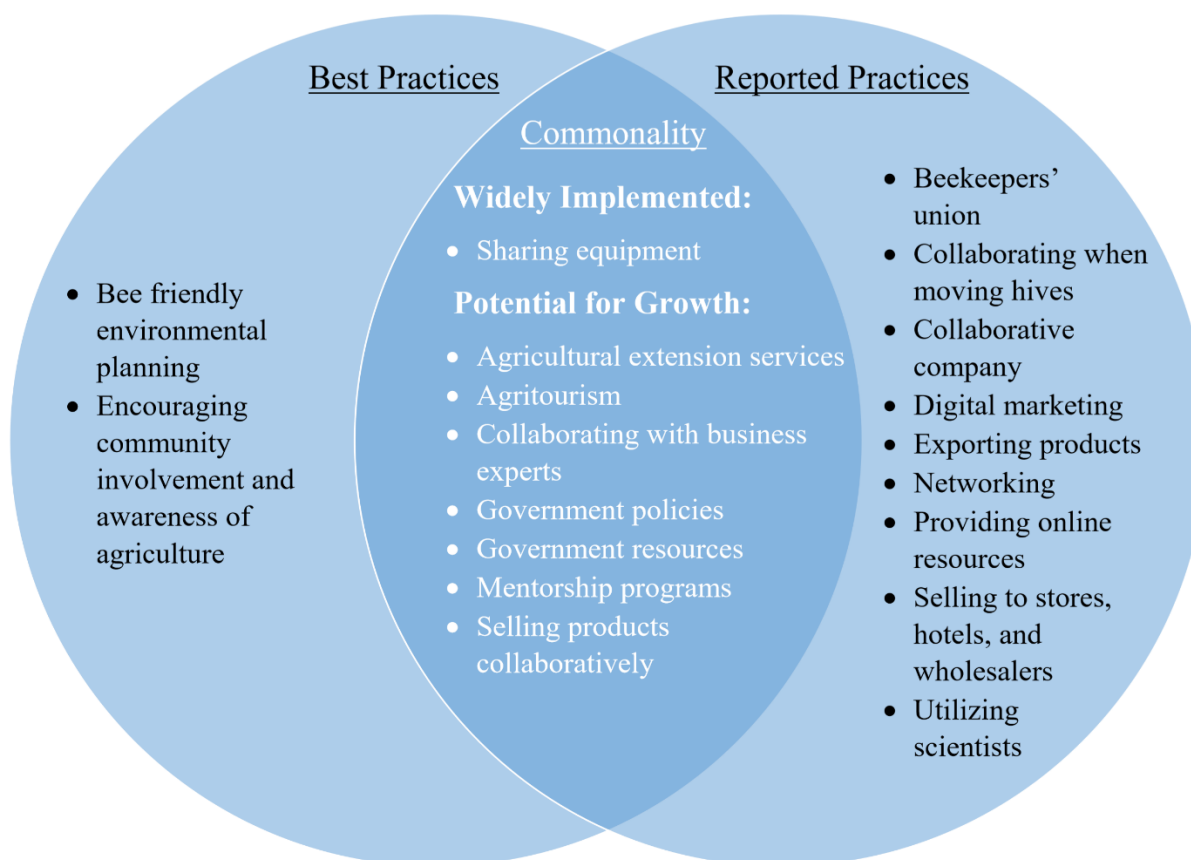 Best Practices
• Bee friendly
environmental
planning
• Encouraging
community
involvement and
awareness of
agriculture
Commonality
Widely Implemented:
• Sharing equipment
Potential for Growth:
• Agricultural extension services
• Agritourism
• Collaborating with business
experts
• Government policies
• Government resources
• Mentorship programs
• Selling products
collaboratively
Reported Practices
• Beekeepers’
union
• Collaborating when
moving hives
• Collaborative
company
• Digital marketing
• Exporting products
• Networking
• Providing online
resources
• Selling to stores,
hotels, and
wholesalers
• Utilizing
scientists